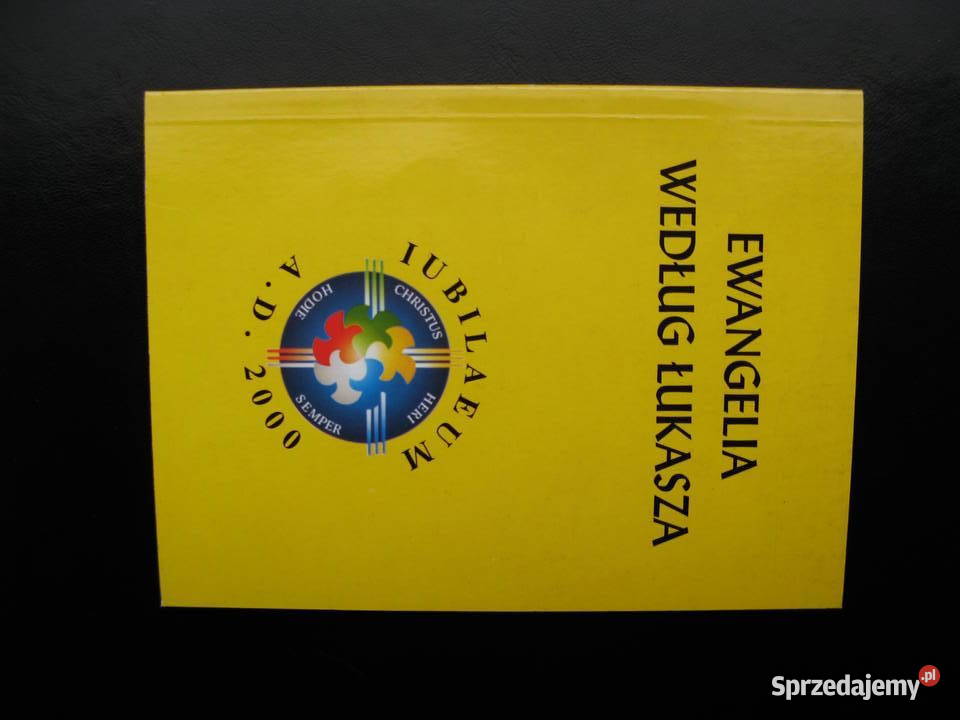 EWANGELIA
WEDŁUG ŁUKASZA
IUBILAEUM
CHRISTUS
HERI
HODIE
SEMPER
A.D. 2000
Sprzedajemy.pl